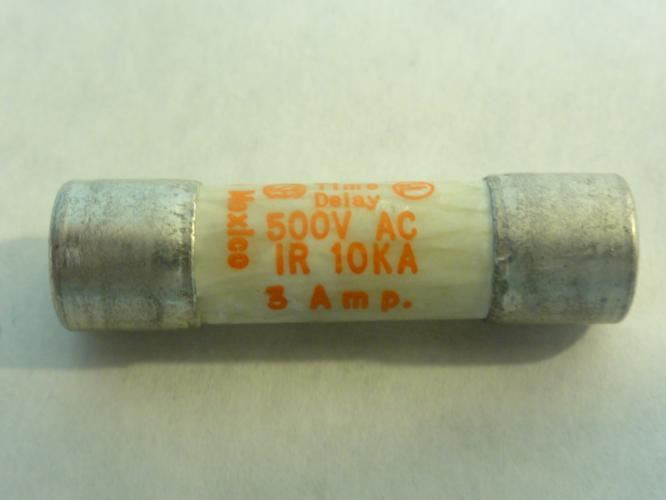 Time
Delay
500V AC
IR 10KA
3 Amp.
Mexico